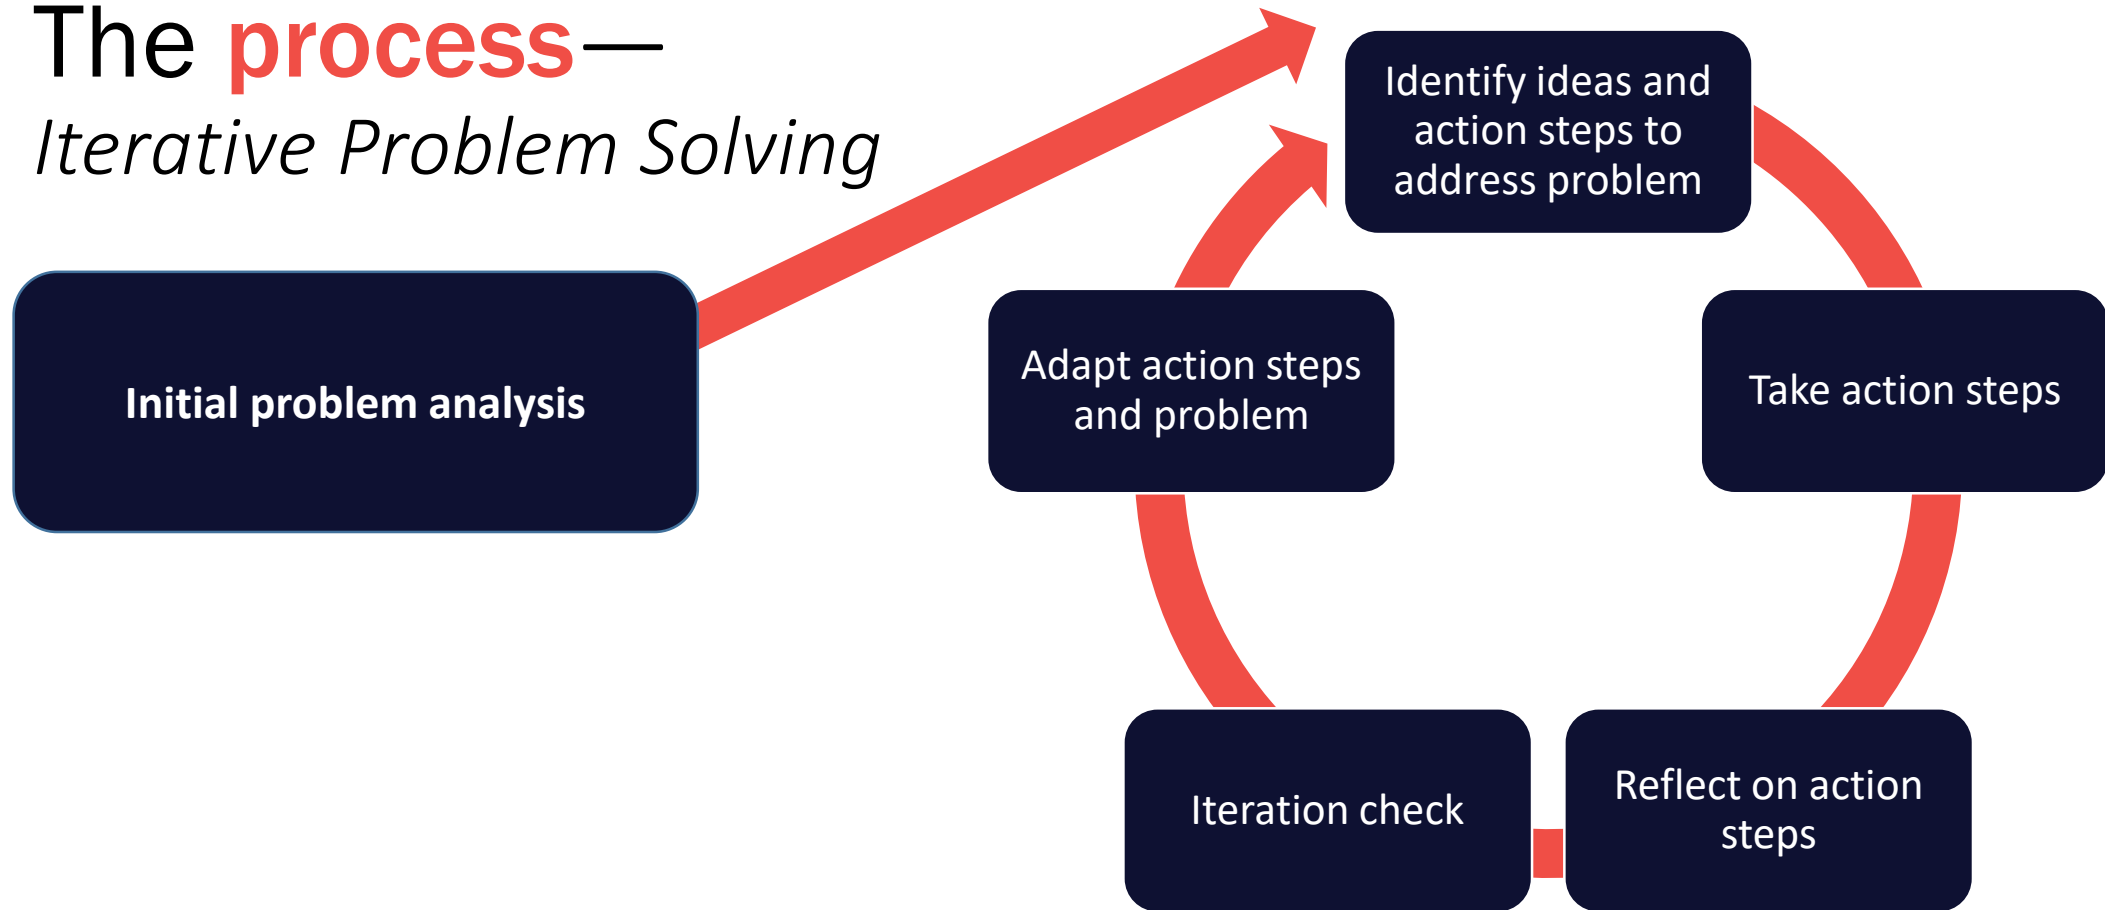 The process—
Iterative Problem Solving
Initial problem analysis
Identify ideas and
action steps to
address problem
Take action steps
Reflect on action
steps
Iteration check
Adapt action steps
and problem